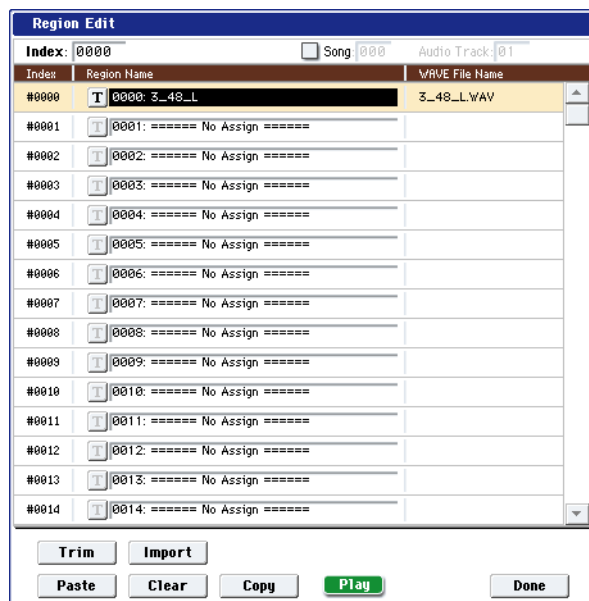 Region Edit
Index: 0000 Song: 000 Audio Track: 01
Index Region Name WAVE File Name
#0000 T 0000: 3_48_L 3_48_L.WAV
#0001 T 0001: ====== No Assign ======
#0002 T 0002: ====== No Assign ======
#0003 T 0003: ====== No Assign ======
#0004 T 0004: ====== No Assign ======
#0005 T 0005: ====== No Assign ======
#0006 T 0006: ====== No Assign ======
#0007 T 0007: ====== No Assign ======
#0008 T 0008: ====== No Assign ======
#0009 T 0009: ====== No Assign ======
#0010 T 0010: ====== No Assign ======
#0011 T 0011: ====== No Assign ======
#0012 T 0012: ====== No Assign ======
#0013 T 0013: ====== No Assign ======
#0014 T 0014: ====== No Assign ======
Trim Import
Paste Clear Copy Play Done